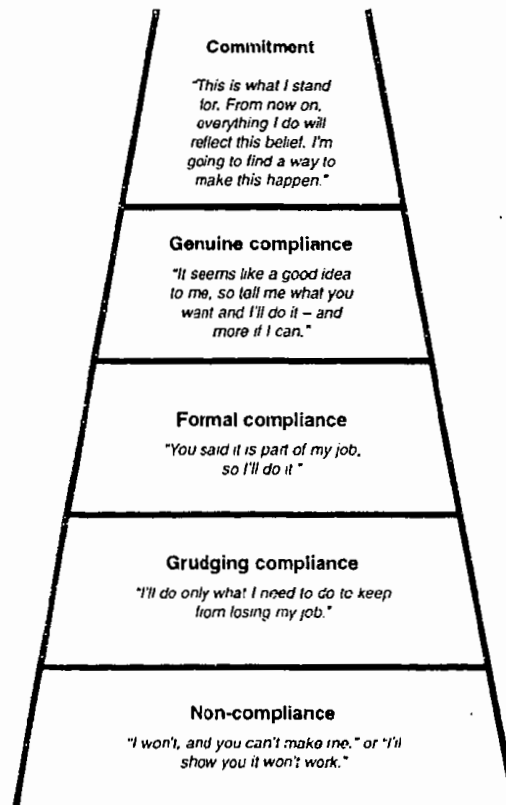 Commitment
"This is what I stand
for. From now on,
everything I do will
reflect this belief. I'm
going to find a way to
make this happen."
Genuine compliance
"It seems like a good idea
to me, so tell me what you
want and I'll do it – and
more if I can."
Formal compliance
"You said it is part of my job,
so I'll do it"
Grudging compliance
"I'll do only what I need to do to keep
from losing my job."
Non-compliance
"I won't, and you can't make me." or "I'll
show you it won't work."